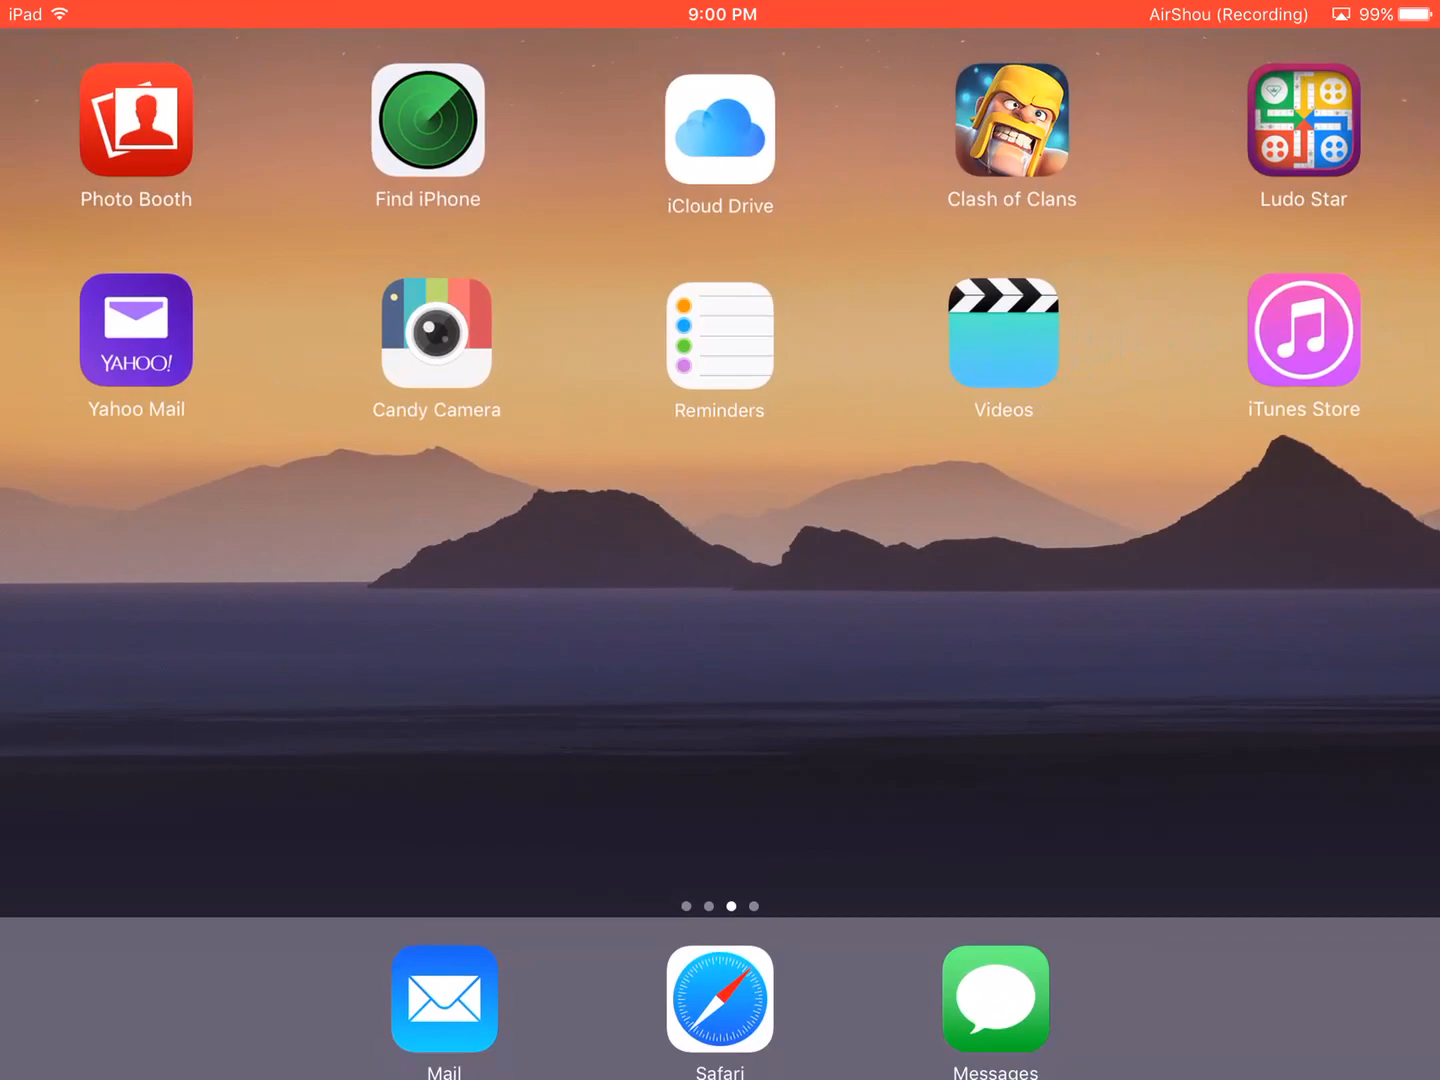 iPad 9:00 PM AirShou (Recording) 99%
Photo Booth Find iPhone iCloud Drive Clash of Clans Ludo Star
YAHOO!
Yahoo Mail Candy Camera Reminders Videos iTunes Store
Mail Safari Messages